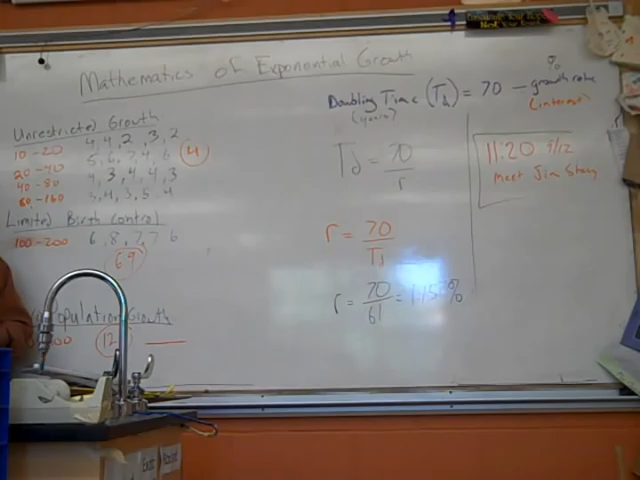 Mathematics of Exponential Growth
Unrestricted Growth
10-20 4, 4, 2, 3, 2
20-40 5, 6, 7, 4, 6
40-80 4, 3, 4, 4, 3
80-160 3, 4, 3, 5, 4
4
Limited Birth Control
100-200 6, 8, 7, 7 6
6.9
Population Growth
12
Doubling Time (Td) = 70 - growth rate
%
(years) (interest)
Td = 70
r
r = 70
Td
r = 70 = 1.15%
61
11:20 9/12
Meet Jim